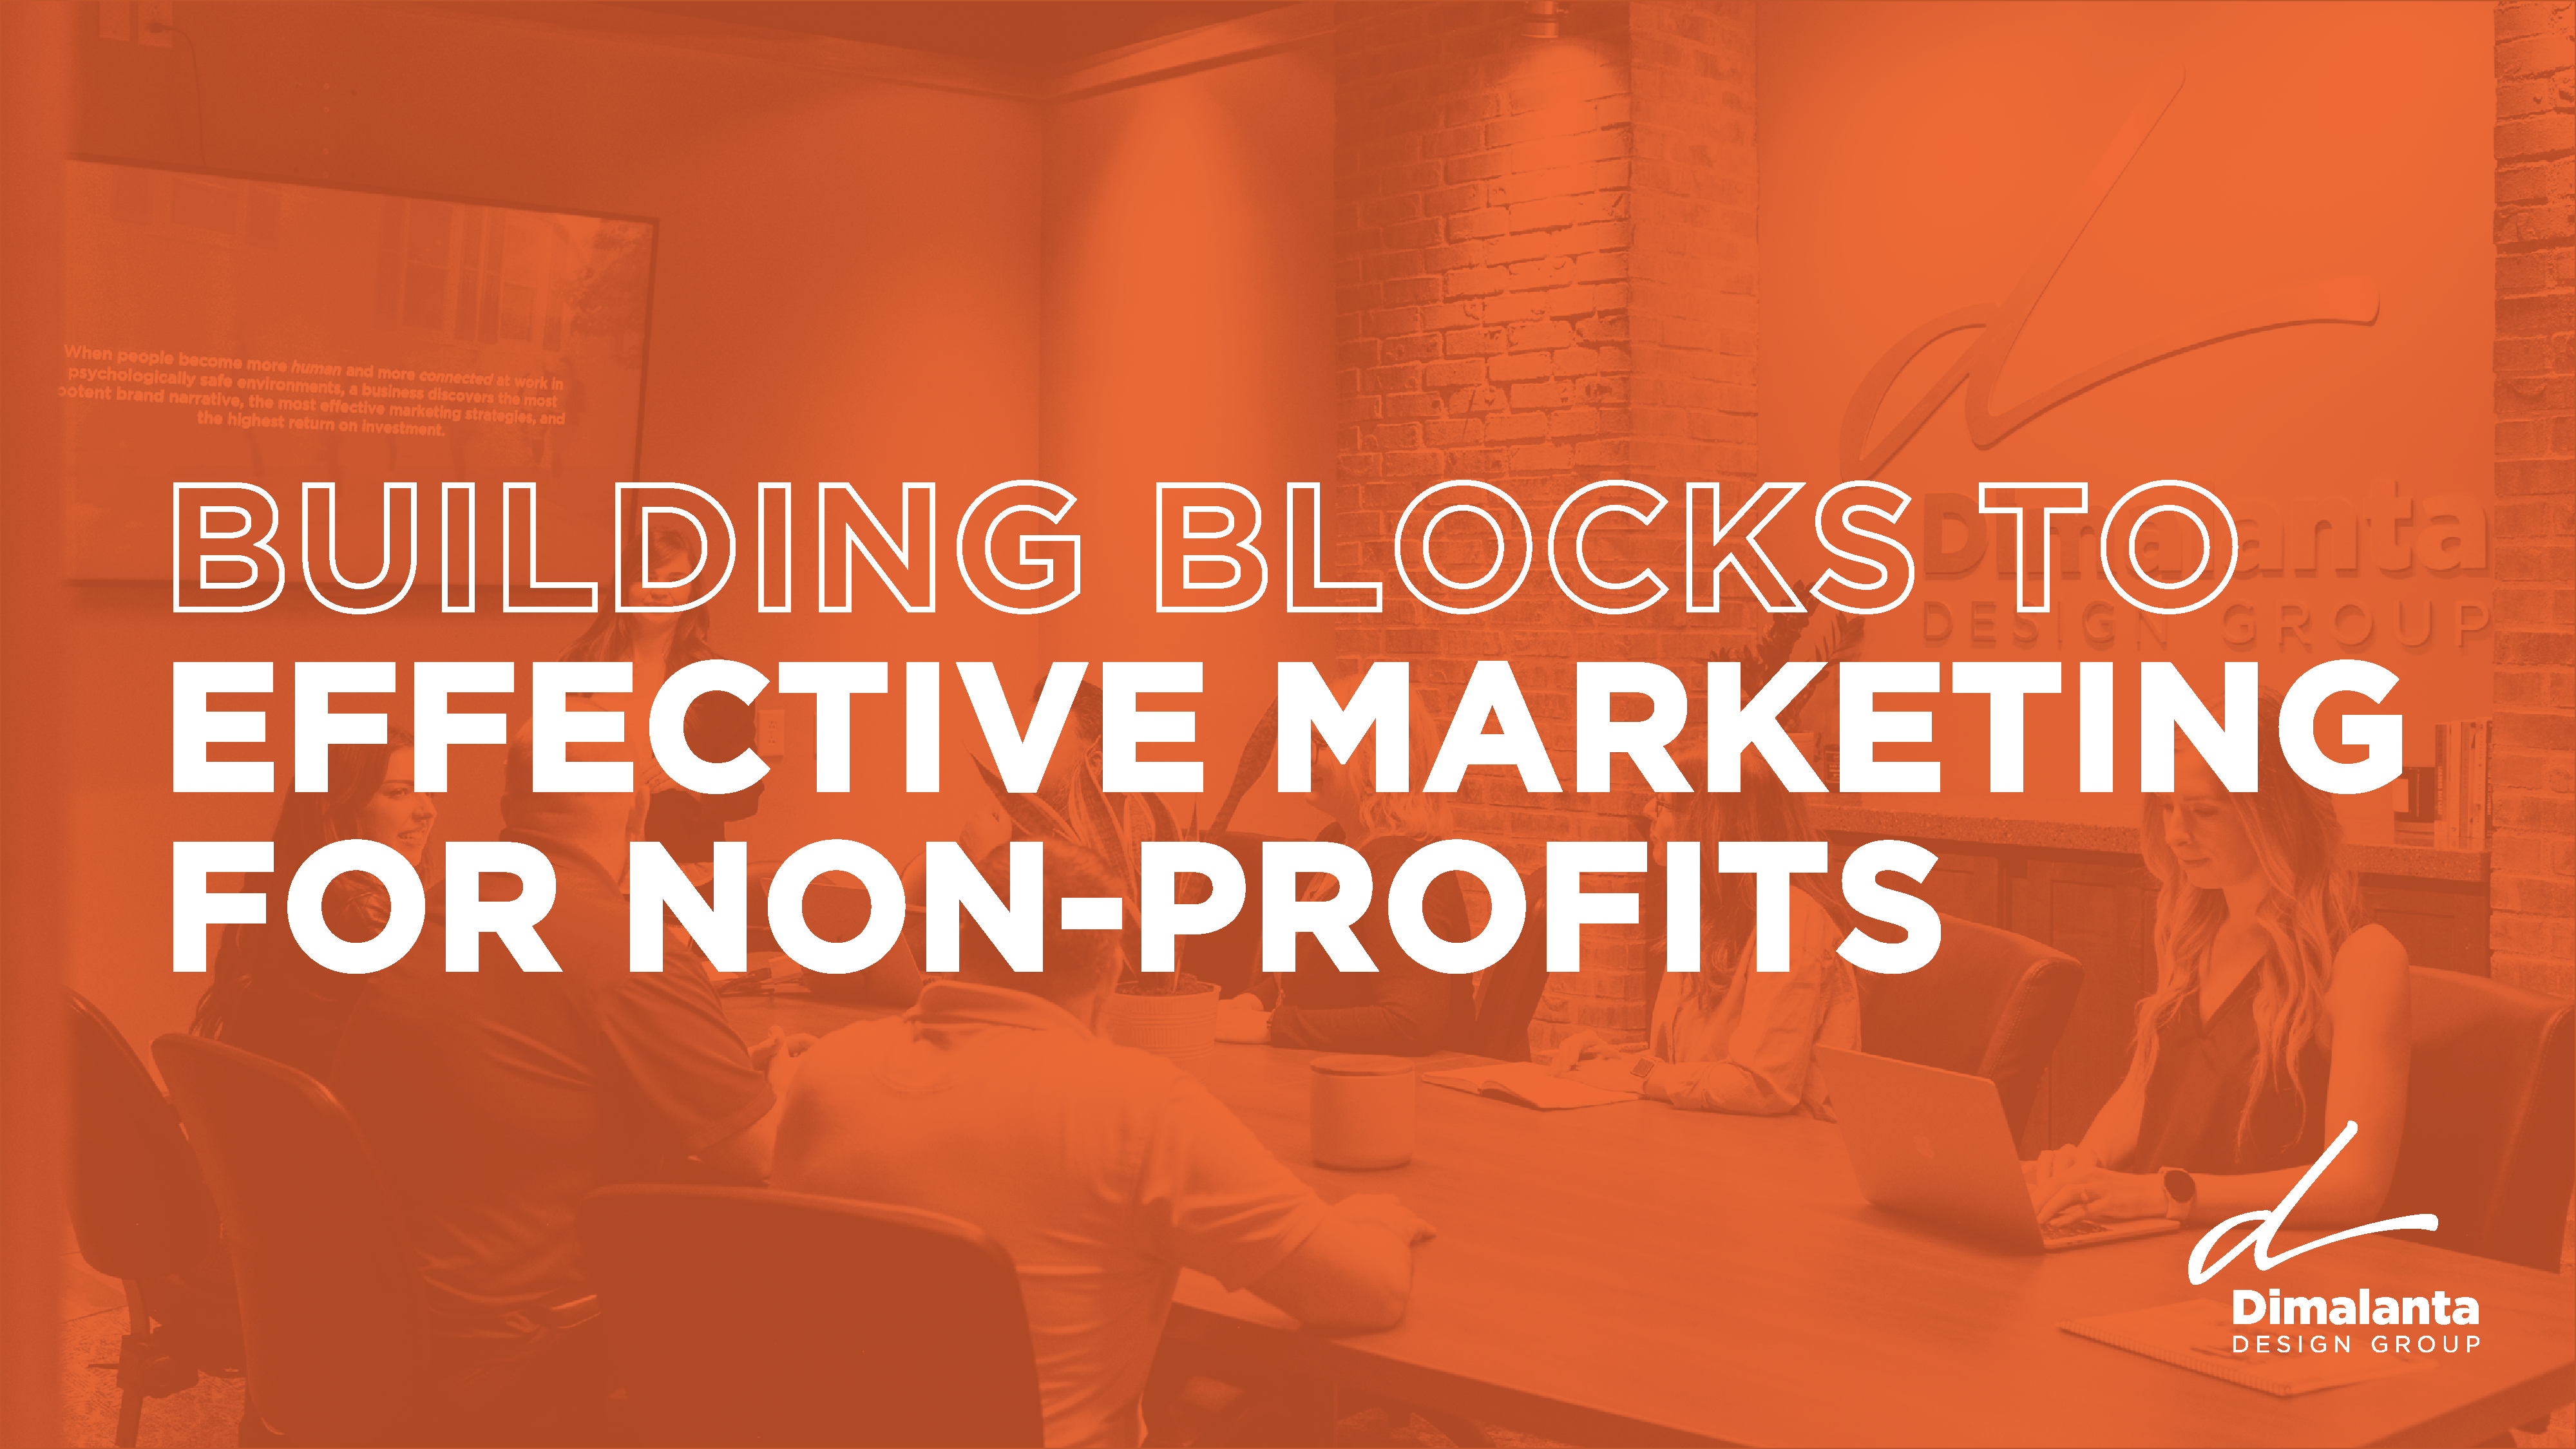 When people become more human and more connected at work in
psychologically safe environments, a business discovers the most
potent brand narrative, the most effective marketing strategies, and
the highest return on investment.
BUILDING BLOCKS TO
EFFECTIVE MARKETING
FOR NON-PROFITS
Dimalanta
DESIGN GROUP
Dimalanta
DESIGN GROUP